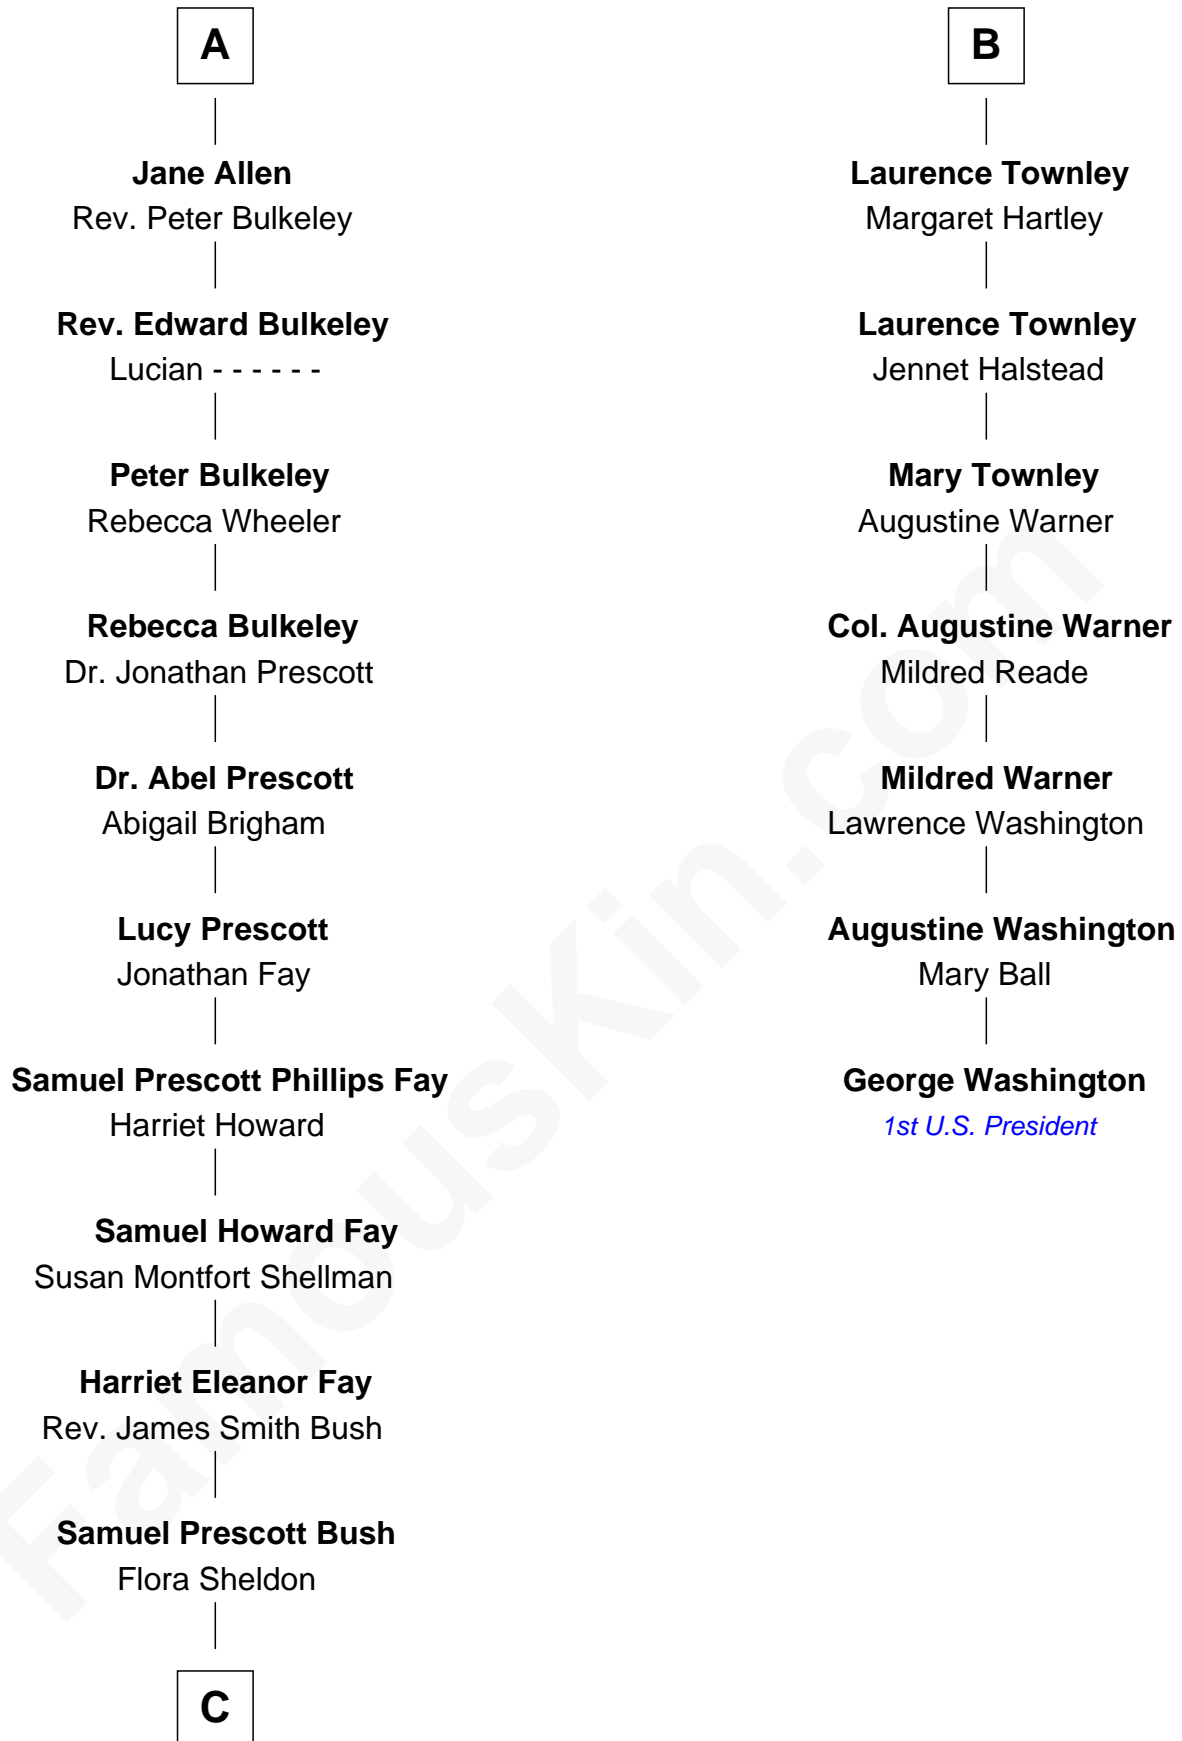 A
Jane Allen
Rev. Peter Bulkeley
Rev. Edward Bulkeley
Lucian - - - - - -
Peter Bulkeley
Rebecca Wheeler
Rebecca Bulkeley
Dr. Jonathan Prescott
Dr. Abel Prescott
Abigail Brigham
Lucy Prescott
Jonathan Fay
Samuel Prescott Phillips Fay
Harriet Howard
Samuel Howard Fay
Susan Montfort Shellman
Harriet Eleanor Fay
Rev. James Smith Bush
Samuel Prescott Bush
Flora Sheldon
C
B
Laurence Townley
Margaret Hartley
Laurence Townley
Jennet Halstead
Mary Townley
Augustine Warner
Col. Augustine Warner
Mildred Reade
Mildred Warner
Lawrence Washington
Augustine Washington
Mary Ball
George Washington
1st U.S. President
FamousKin.com